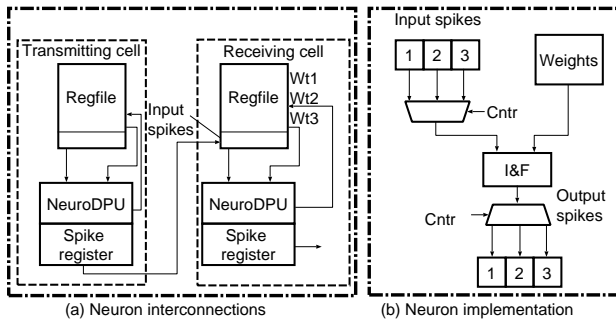 Transmitting cell
Regfile
NeuroDPU
Spike
register
Receiving cell
Regfile
Wt1
Wt2
Wt3
Input
spikes
NeuroDPU
Spike
register
(a) Neuron interconnections
Input spikes
1 2 3
Weights
Cntr
I&F
Output
spikes
Cntr
1 2 3
(b) Neuron implementation